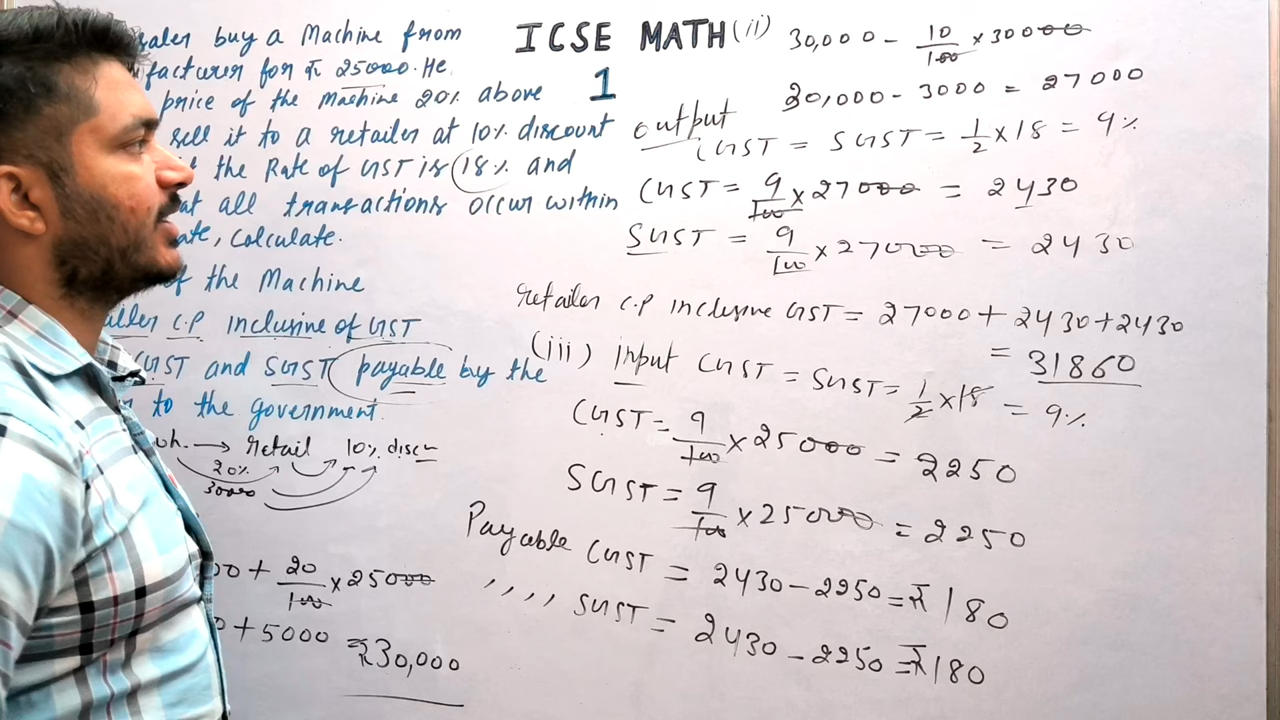 saler buy a Machine from
facturer for ₹ 25000. He
price of the Machine 20% above
sell it to a retailer at 10% discount
the Rate of GST is 18% and
at all transactions occur within
ate, calculate.
of the Machine
ailer C.P inclusive of GST
GST and SGST payable by the
to the government.
wh. → retail 10% discn
20%
30000
00 + 20/100 × 25000
0 + 5000 = ₹30,000
ICSE MATH
1
(ii) 30,000 - 10/100 × 30000
30,000 - 3000 = 27000
output
CGST = SGST = 1/2 × 18 = 9%
CGST = 9/100 × 27000 = 2430
SGST = 9/100 × 27000 = 2430
retailer C.P inclusive GST = 27000 + 2430 + 2430
= 31860
(iii) input CGST = SGST = 1/2 × 18 = 9%
CGST = 9/100 × 25000 = 2250
SGST = 9/100 × 25000 = 2250
Payable CGST = 2430 - 2250 = ₹180
,, ,, SGST = 2430 - 2250 = ₹180